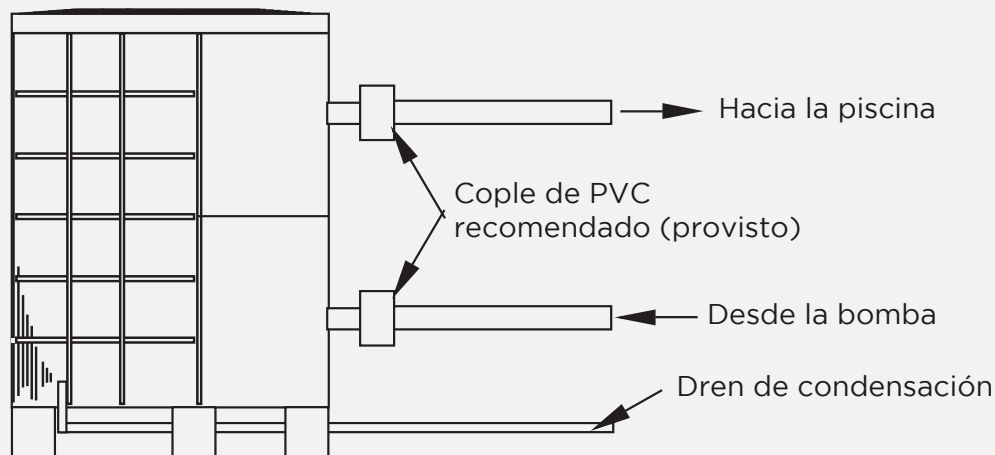 Hacia la piscina
Cople de PVC
recomendado (provisto)
Desde la bomba
Dren de condensación